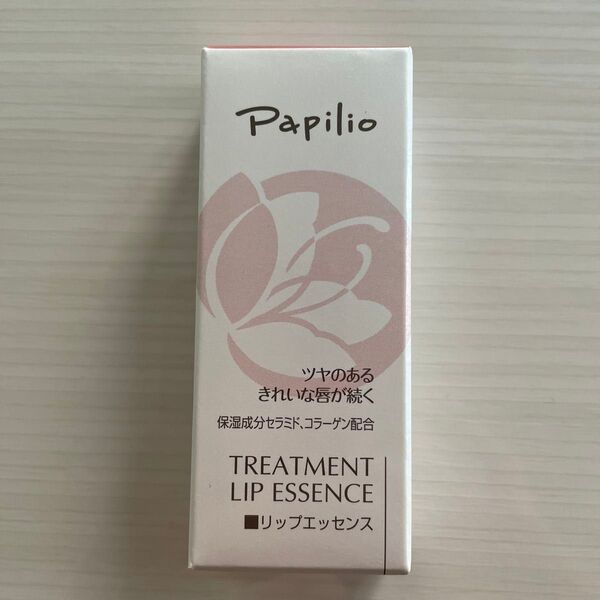 Papilio
ツヤのある
きれいな唇が続く
保湿成分セラミド、コラーゲン配合
TREATMENT
LIP ESSENCE
■リップエッセンス